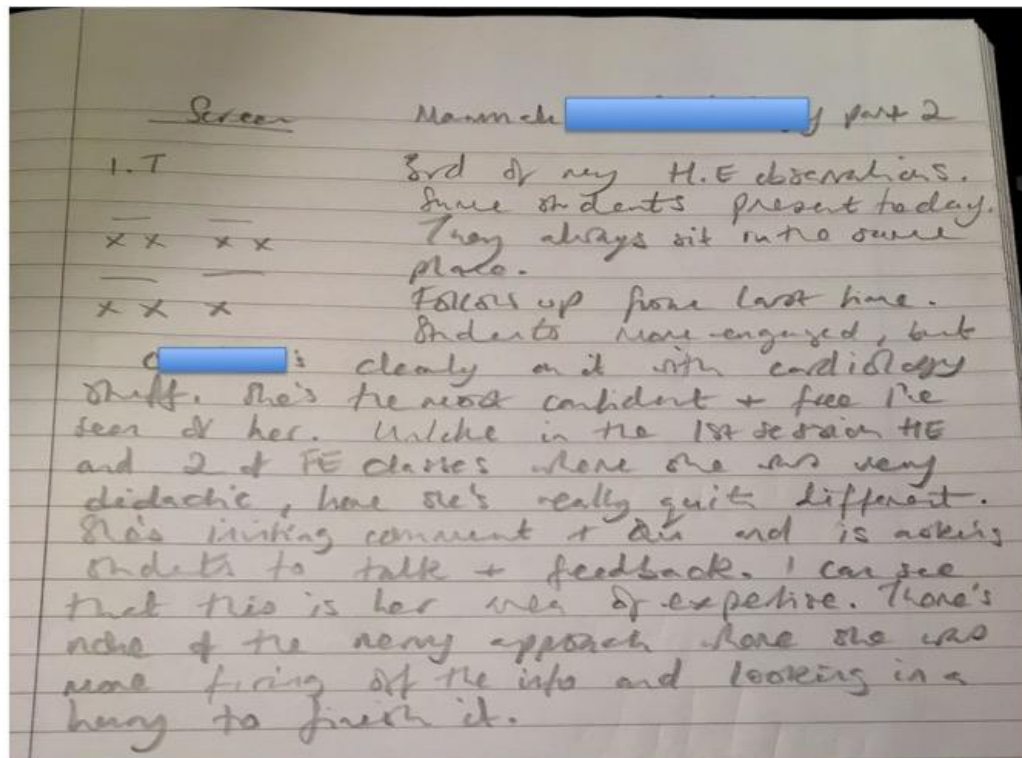 Screen
part 2
1. T
3rd of my H.E observations.
Same students present today.
x x x x
They always sit in the same
place.
x x x
Follows up from last time.
Students more engaged, but
clearly on it with cardiology
stuff. She's the most confident + free I've
seen of her. Unlike in the 1st session HE
and 2 of FE classes where she was very
didactic, here she's really quite different.
She's inviting comment + Qu and is asking
students to talk + feedback. I can see
that this is her area of expertise. There's
none of the approach where she was
more firing off the info and looking in a
hurry to finish it.